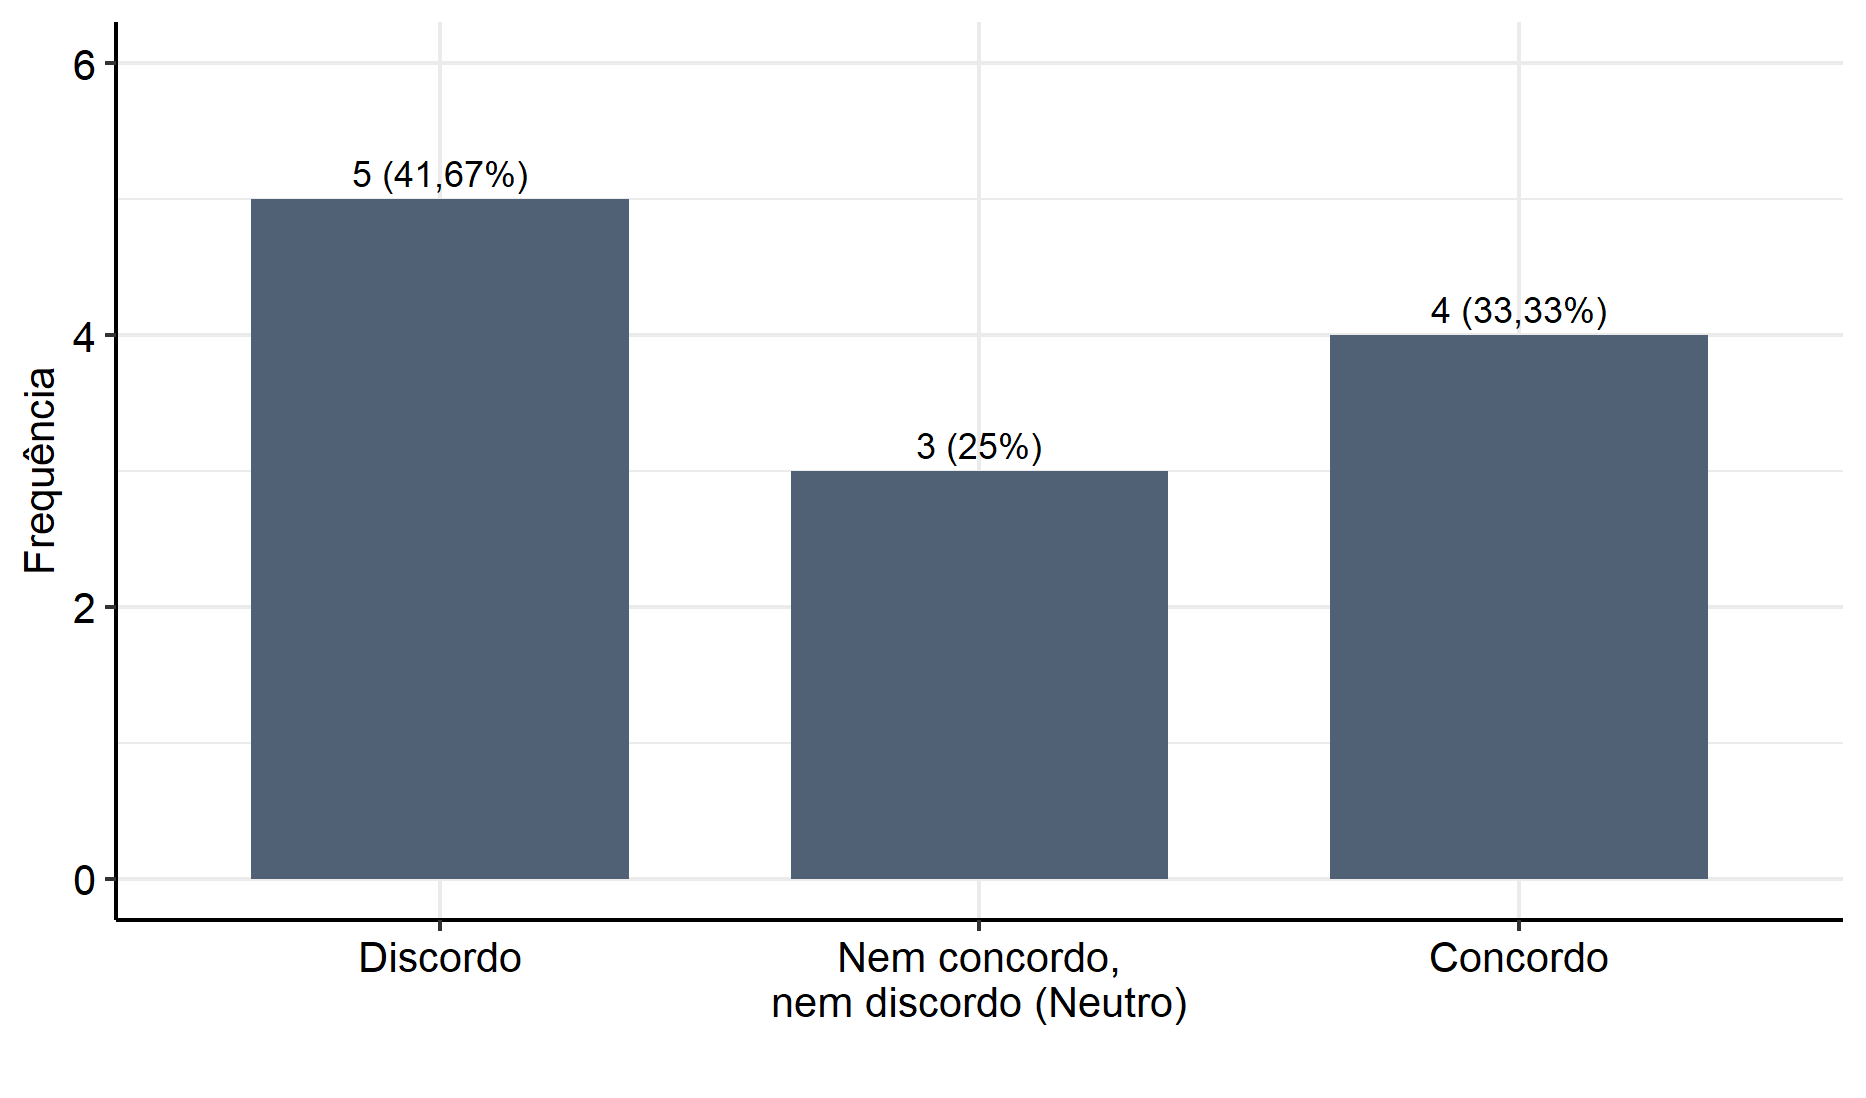 6
5 (41,67%)
4 (33,33%)
4
3 (25%)
2
0
Frequência
Discordo
Nem concordo,
nem discordo (Neutro)
Concordo